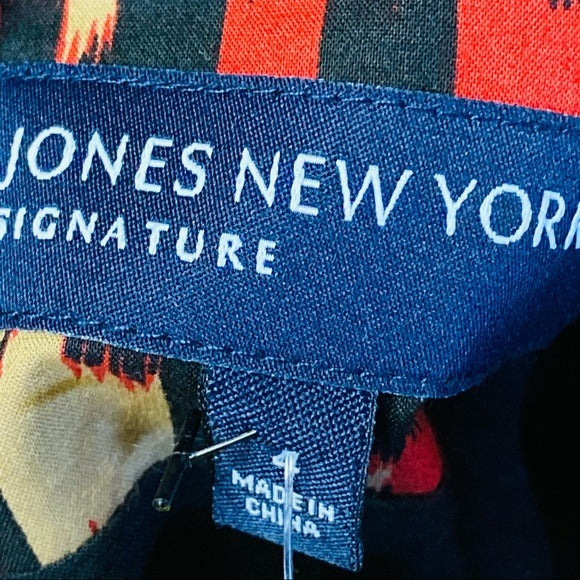 JONES NEW YORK
SIGNATURE
4
MADE IN
CHINA